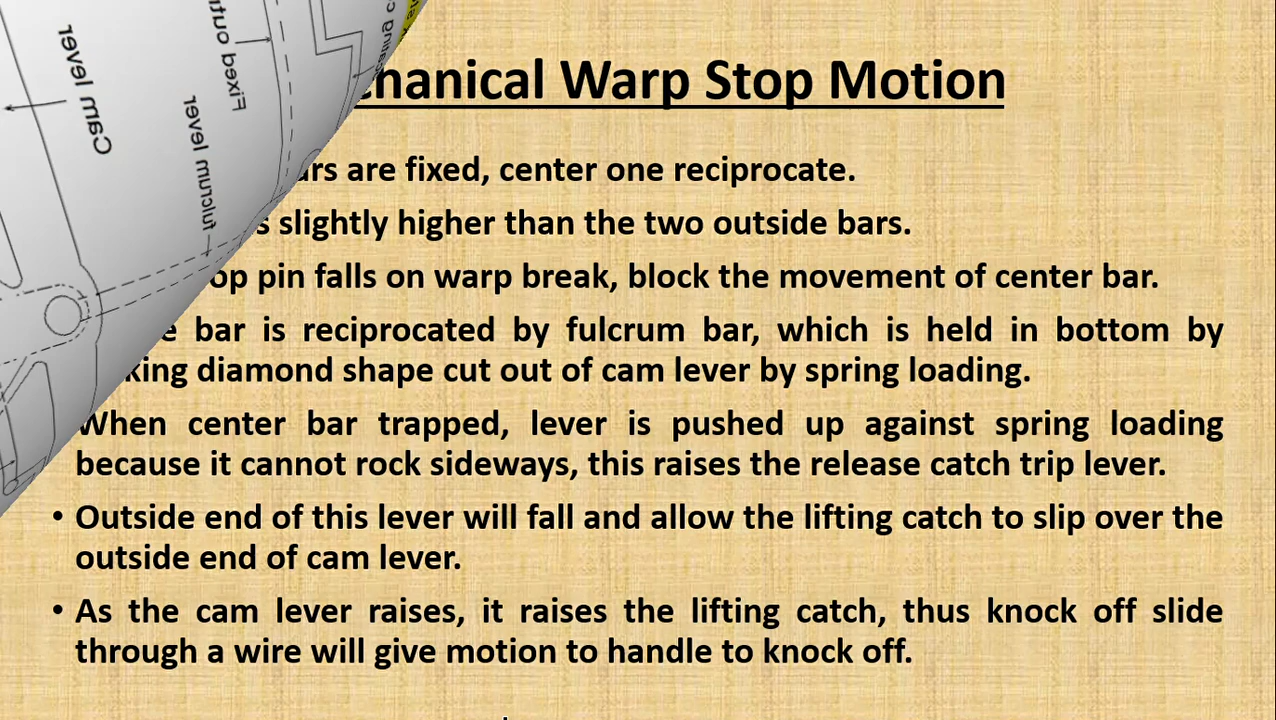 Warp Stop Motion
are fixed, center one reciprocate.
slightly higher than the two outside bars.
pin falls on warp break, block the movement of center bar.
bar is reciprocated by fulcrum bar, which is held in bottom by
diamond shape cut out of cam lever by spring loading.
When center bar trapped, lever is pushed up against spring loading
because it cannot rock sideways, this raises the release catch trip lever.
• Outside end of this lever will fall and allow the lifting catch to slip over the
outside end of cam lever.
• As the cam lever raises, it raises the lifting catch, thus knock off slide
through a wire will give motion to handle to knock off.
Cam lever
fulcrum lever
Fixed